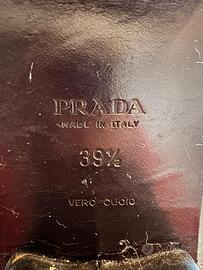 PRADA
MADE IN ITALY
39½
VERO CUOIO